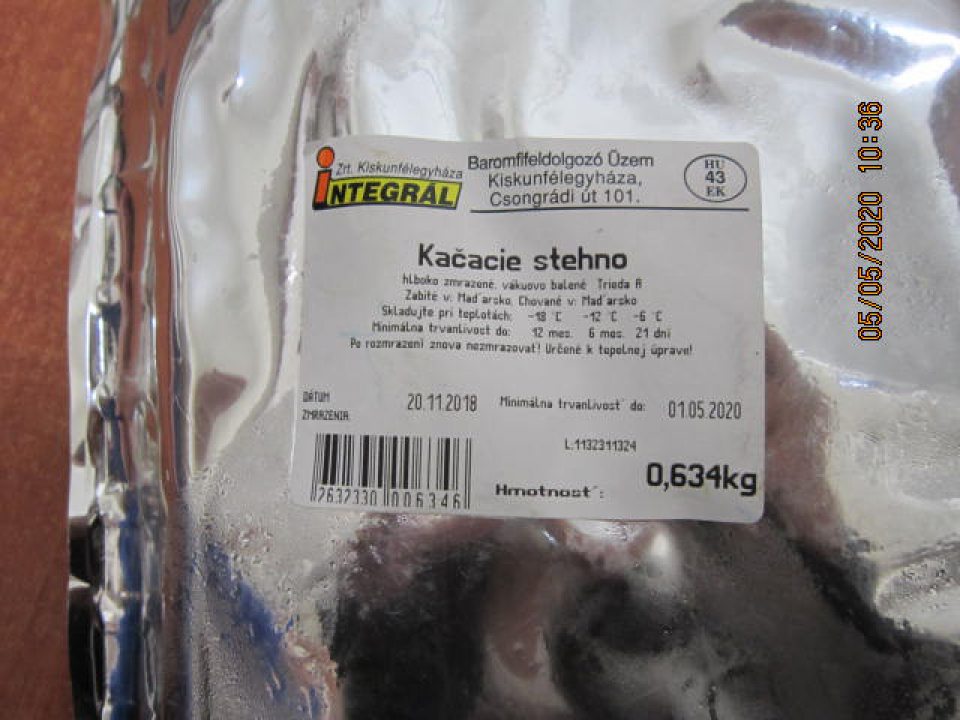 Zrt. Kiskunfélegyháza
iNTEGRÁL
Baromfifeldolgozó Üzem
Kiskunfélegyháza,
Csongrádi út 101.
HU
43
EK
Kačacie stehno
hlboko zmrazené, vákuovo balené Trieda A
Zabité v: Maďarsko, Chované v: Maďarsko
Skladujte pri teplotách: -18 °C -12 °C -6 °C
Minimálna trvanlivost do: 12 mes. 6 mes. 21 dní
Po rozmrazení znova nezmrazovať! Určené k tepelnej úprave!
DÁTUM
ZMRAZENIA:
20.11.2018
Minimálna trvanlivosť do: 01.05.2020
L.1132311324
2632330 006346
Hmotnosť: 0,634kg
05/05/2020 10:36